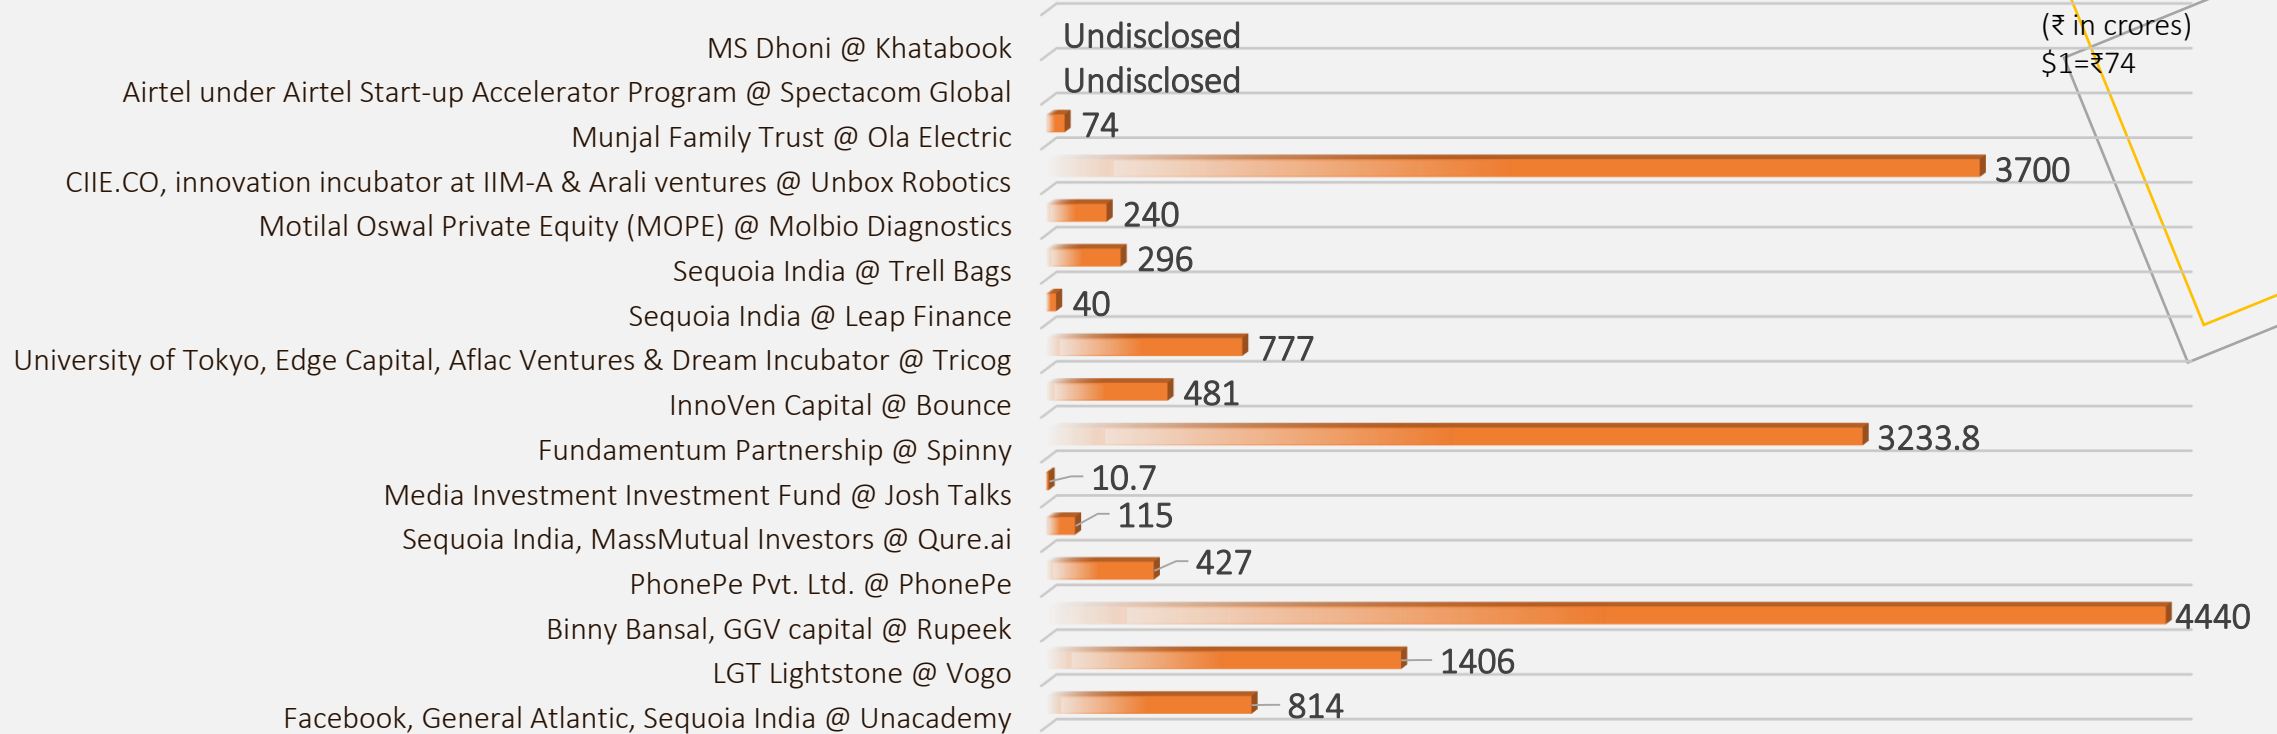 (₹ in crores)
$1=₹74
MS Dhoni @ Khatabook Undisclosed
Airtel under Airtel Start-up Accelerator Program @ Spectacom Global Undisclosed
Munjal Family Trust @ Ola Electric 74
CIIE.CO, innovation incubator at IIM-A & Arali ventures @ Unbox Robotics 3700
Motilal Oswal Private Equity (MOPE) @ Molbio Diagnostics 240
Sequoia India @ Trell Bags 296
Sequoia India @ Leap Finance 40
University of Tokyo, Edge Capital, Aflac Ventures & Dream Incubator @ Tricog 777
InnoVen Capital @ Bounce 481
Fundamentum Partnership @ Spinny 3233.8
Media Investment Investment Fund @ Josh Talks 10.7
Sequoia India, MassMutual Investors @ Qure.ai 115
PhonePe Pvt. Ltd. @ PhonePe 427
Binny Bansal, GGV capital @ Rupeek 4440
LGT Lightstone @ Vogo 1406
Facebook, General Atlantic, Sequoia India @ Unacademy 814